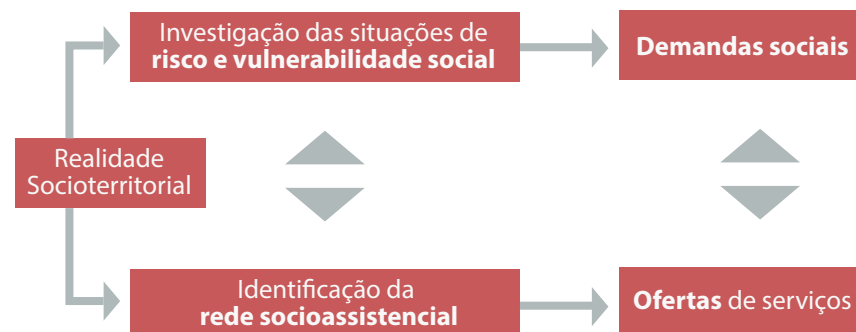 Investigação das situações de
risco e vulnerabilidade social
Demandas sociais
Realidade
Socioterritorial
Identificação da
rede socioassistencial
Ofertas de serviços